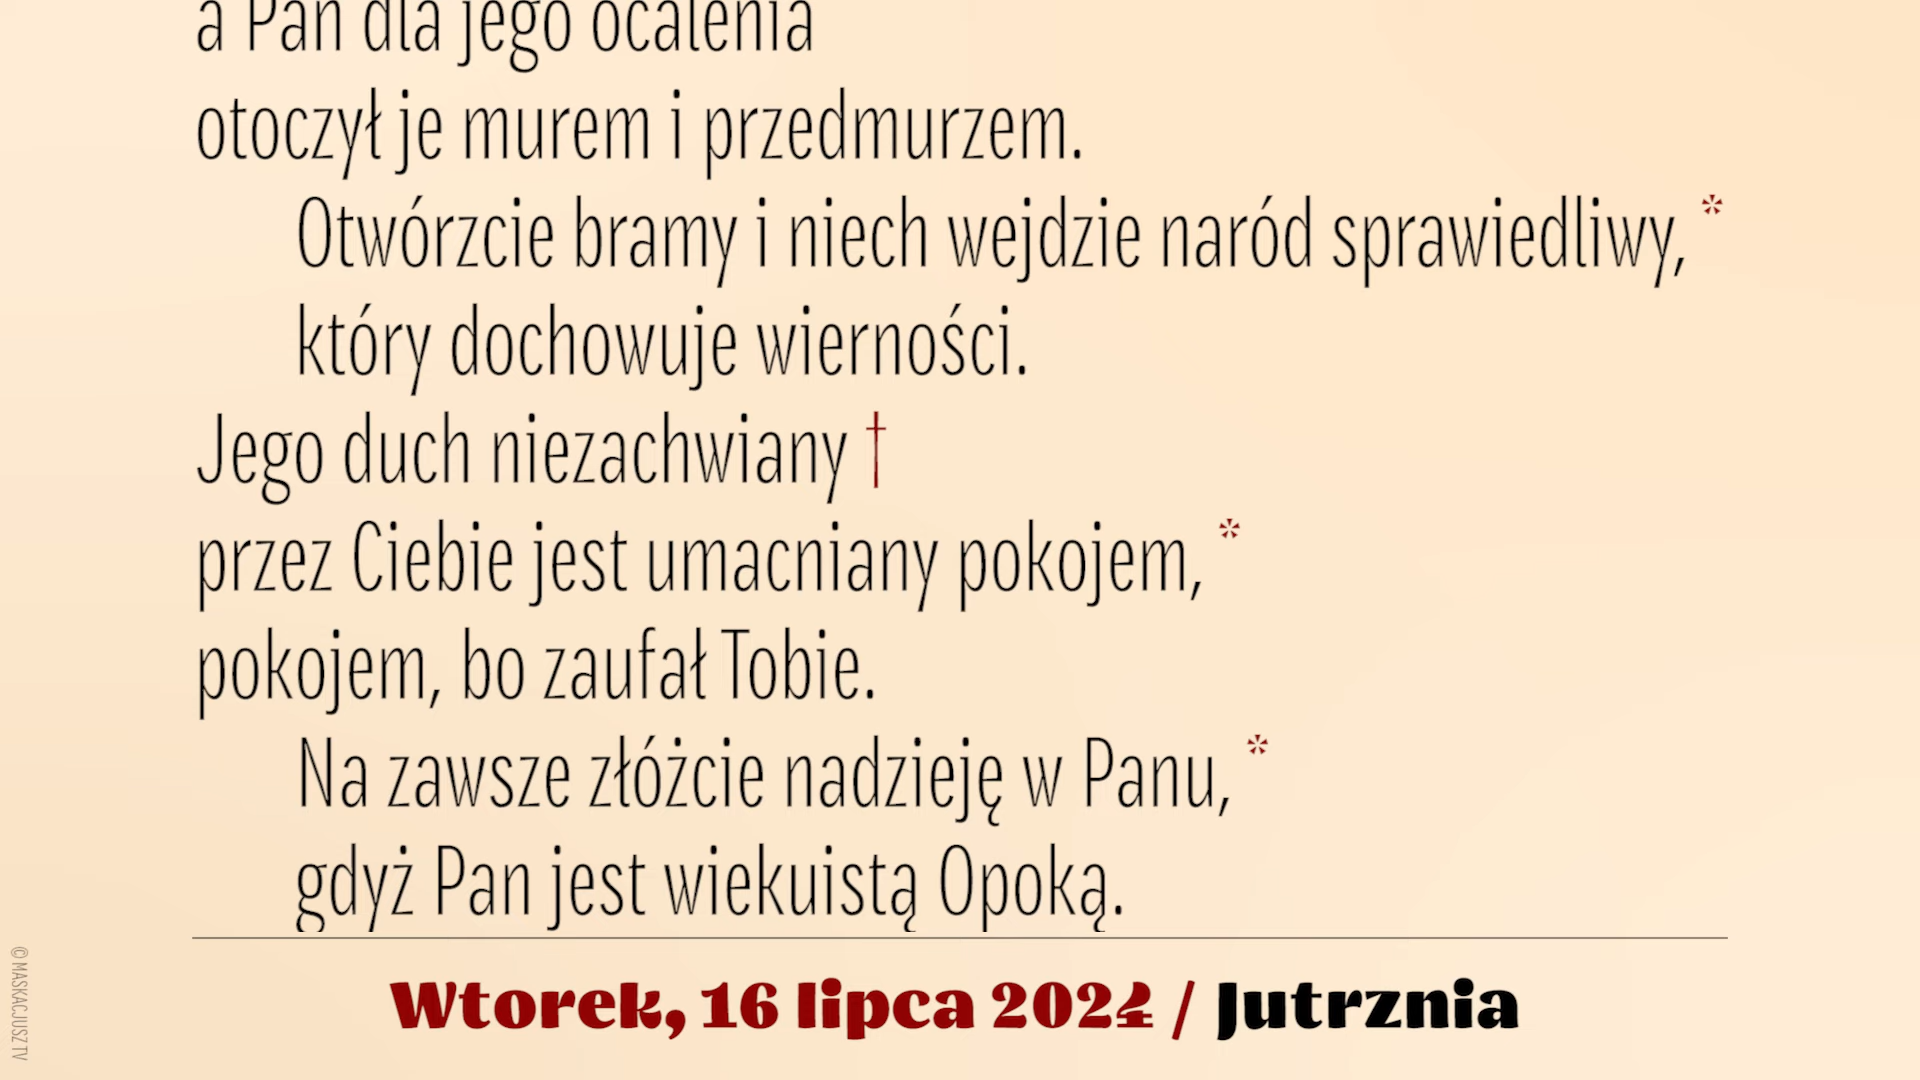 a Pan dla jego ocalenia
otoczył je murem i przedmurzem.
Otwórzcie bramy i niech wejdzie naród sprawiedliwy, *
który dochowuje wierności.
Jego duch niezachwiany †
przez Ciebie jest umacniany pokojem, *
pokojem, bo zaufał Tobie.
Na zawsze złóżcie nadzieję w Panu, *
gdyż Pan jest wiekuistą Opoką.
Wtorek, 16 lipca 2024 / Jutrznia
© MASKACJUSZ TV